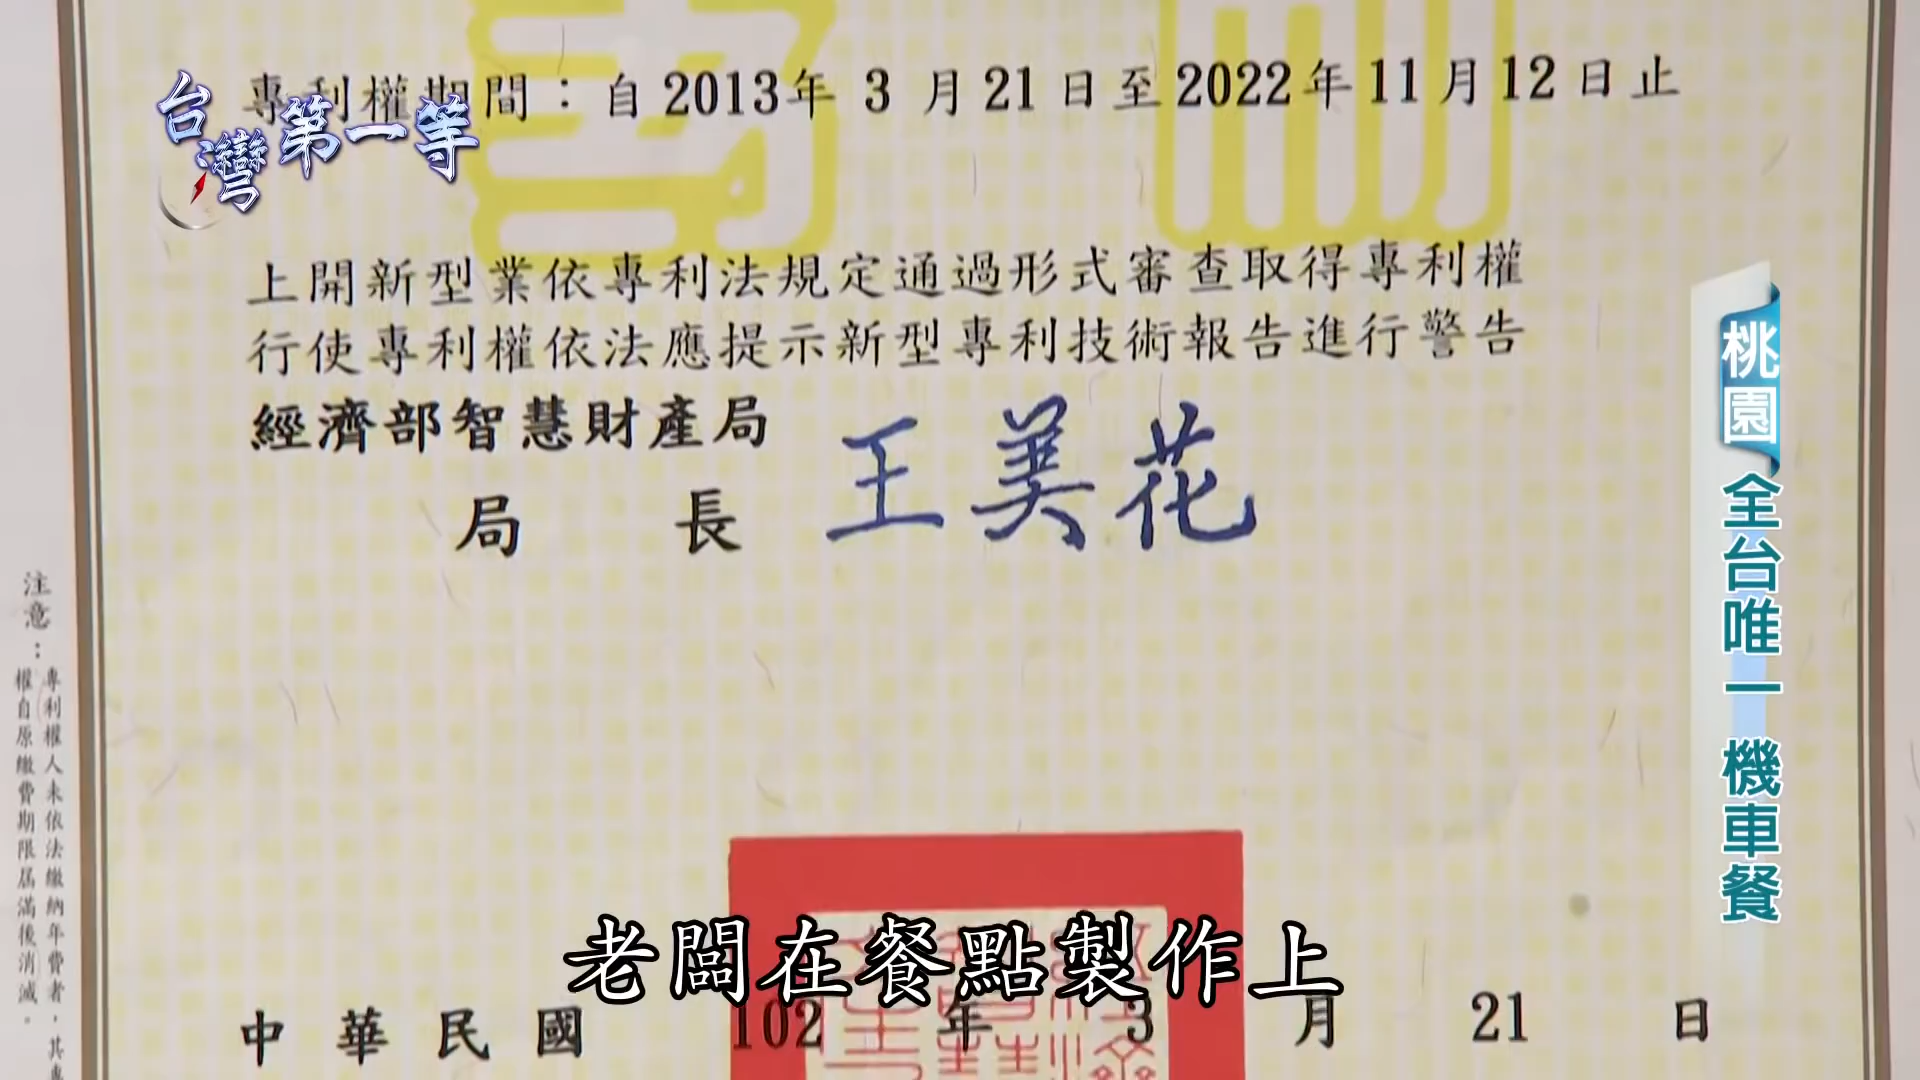 專利權期間：自2013年 3 月21日至2022年11月12日止
台灣第一等
上開新型業依專利法規定通過形式審查取得專利權
行使專利權依法應提示新型專利技術報告進行警告
經濟部智慧財產局
局 長 王美花
桃園 全台唯一 機車餐
注意：專利權人未依法繳納年費者，其專
權自原繳費期限屆滿後消滅。
老闆在餐點製作上
中 華 民 國 102 年 3 月 21 日